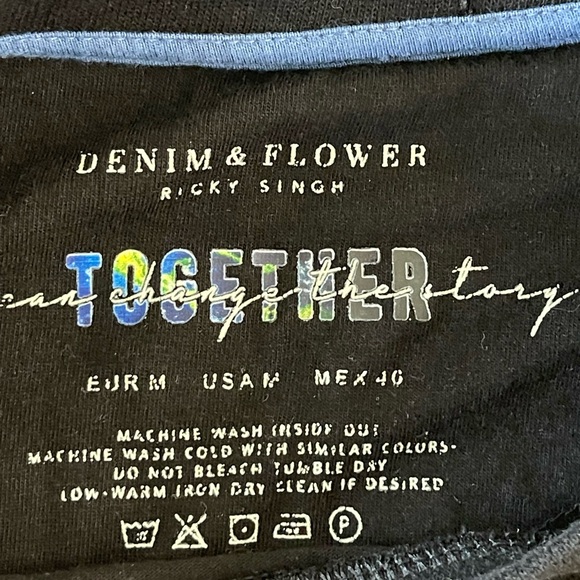 DENIM & FLOWER
RICKY SINGH
TOGETHER
can change the story
EUR M USA M MEX 40
MACHINE WASH INSIDE OUT
MACHINE WASH COLD WITH SIMILAR COLORS-
DO NOT BLEACH TUMBLE DRY
LOW-WARM IRON DRY CLEAN IF DESIRED
P